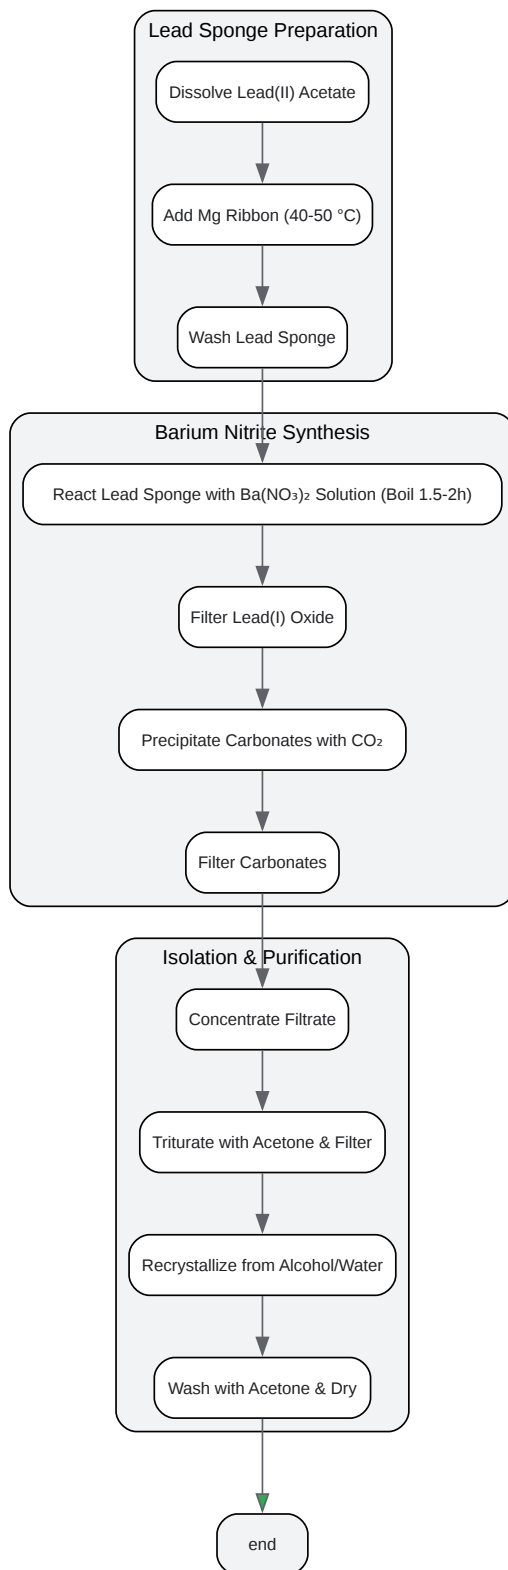 Lead Sponge Preparation
Dissolve Lead(II) Acetate
Add Mg Ribbon (40-50 °C)
Wash Lead Sponge
Barium Nitrite Synthesis
React Lead Sponge with Ba(NO₃)₂ Solution (Boil 1.5-2h)
Filter Lead(I) Oxide
Precipitate Carbonates with CO₂
Filter Carbonates
Isolation & Purification
Concentrate Filtrate
Triturate with Acetone & Filter
Recrystallize from Alcohol/Water
Wash with Acetone & Dry
end